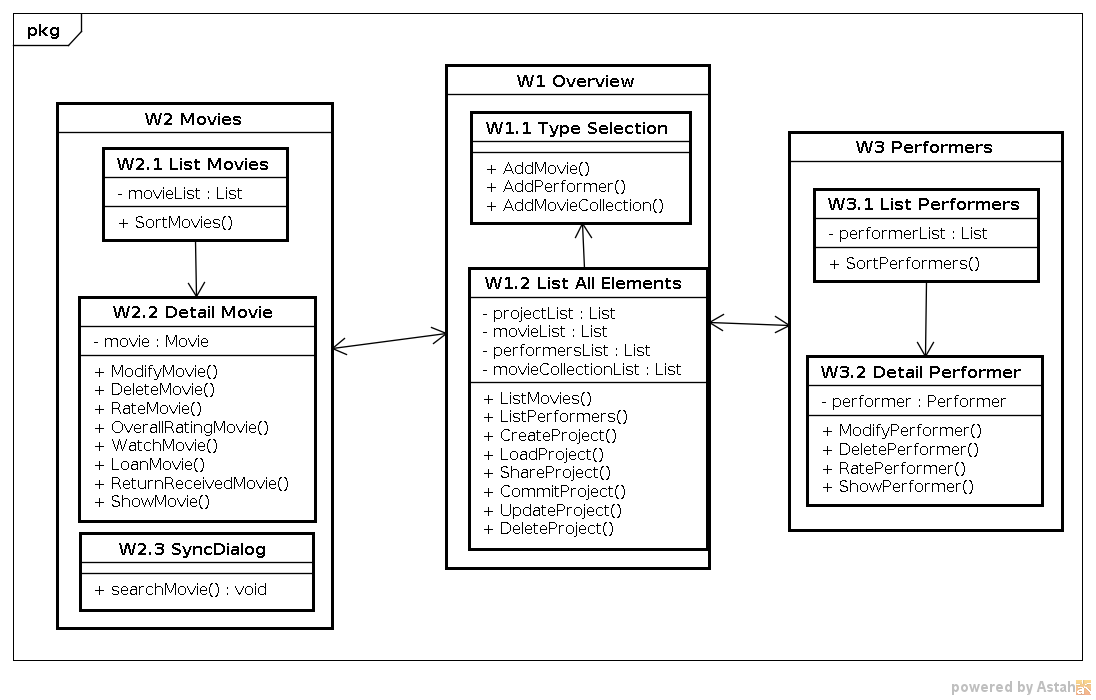 pkg
W2 Movies
W2.1 List Movies
- movieList : List
+ SortMovies()
W2.2 Detail Movie
- movie : Movie
+ ModifyMovie()
+ DeleteMovie()
+ RateMovie()
+ OverallRatingMovie()
+ WatchMovie()
+ LoanMovie()
+ ReturnReceivedMovie()
+ ShowMovie()
W2.3 SyncDialog
+ searchMovie() : void
W1 Overview
W1.1 Type Selection
+ AddMovie()
+ AddPerformer()
+ AddMovieCollection()
W1.2 List All Elements
- projectList : List
- movieList : List
- performersList : List
- movieCollectionList : List
+ ListMovies()
+ ListPerformers()
+ CreateProject()
+ LoadProject()
+ ShareProject()
+ CommitProject()
+ UpdateProject()
+ DeleteProject()
W3 Performers
W3.1 List Performers
- performerList : List
+ SortPerformers()
W3.2 Detail Performer
- performer : Performer
+ ModifyPerformer()
+ DeletePerformer()
+ RatePerformer()
+ ShowPerformer()
powered by Astah